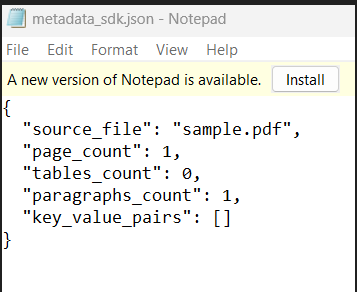 metadata_sdk.json - Notepad
File Edit Format View Help
A new version of Notepad is available. Install
{
  "source_file": "sample.pdf",
  "page_count": 1,
  "tables_count": 0,
  "paragraphs_count": 1,
  "key_value_pairs": []
}